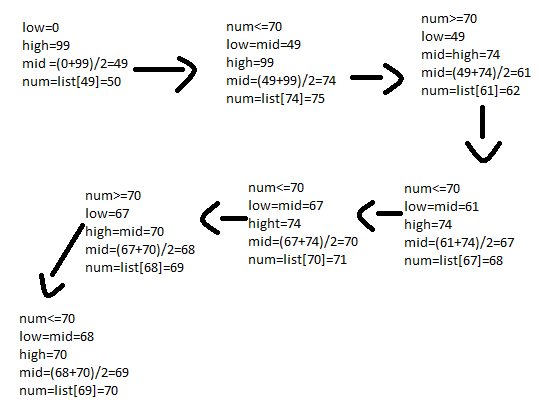 low=0
high=99
mid =(0+99)/2=49
num=list[49]=50
num<=70
low=mid=49
high=99
mid=(49+99)/2=74
num=list[74]=75
num>=70
low=49
mid=high=74
mid=(49+74)/2=61
num=list[61]=62
num<=70
low=mid=61
high=74
mid=(61+74)/2=67
num=list[67]=68
num<=70
low=mid=67
hight=74
mid=(67+74)/2=70
num=list[70]=71
num>=70
low=67
high=mid=70
mid=(67+70)/2=68
num=list[68]=69
num<=70
low=mid=68
high=70
mid=(68+70)/2=69
num=list[69]=70